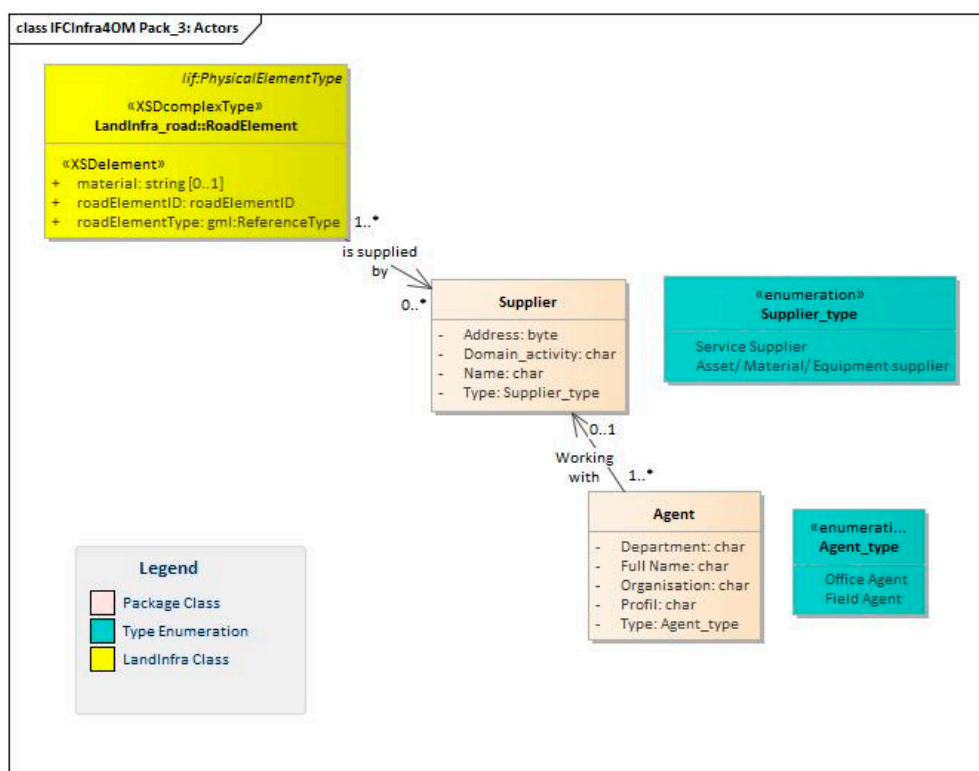 class IFCInfra4OM Pack_3: Actors
lif:PhysicalElementType
«XSDcomplexType»
LandInfra_road::RoadElement
«XSDelement»
+ material: string [0..1]
+ roadElementID: roadElementID
+ roadElementType: gml:ReferenceType
1..*
is supplied
by
0..*
Supplier
- Address: byte
- Domain_activity: char
- Name: char
- Type: Supplier_type
«enumeration»
Supplier_type
Service Supplier
Asset/ Material/ Equipment supplier
0..1
Working
with
1..*
Agent
- Department: char
- Full Name: char
- Organisation: char
- Profil: char
- Type: Agent_type
«enumerati...
Agent_type
Office Agent
Field Agent
Legend
Package Class
Type Enumeration
LandInfra Class